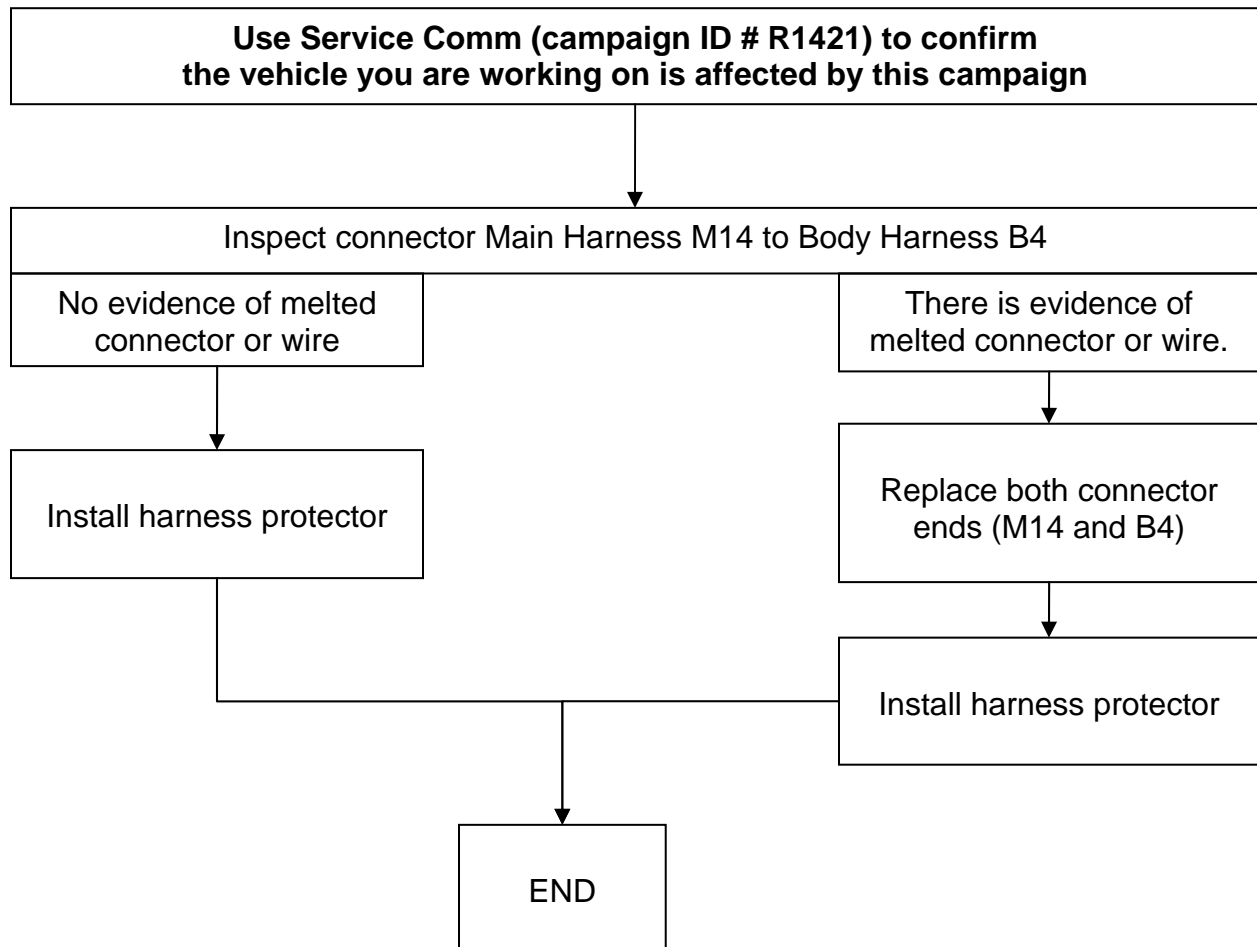 Use Service Comm (campaign ID # R1421) to confirm
the vehicle you are working on is affected by this campaign
Inspect connector Main Harness M14 to Body Harness B4
No evidence of melted
connector or wire
There is evidence of
melted connector or wire.
Install harness protector
Replace both connector
ends (M14 and B4)
Install harness protector
END